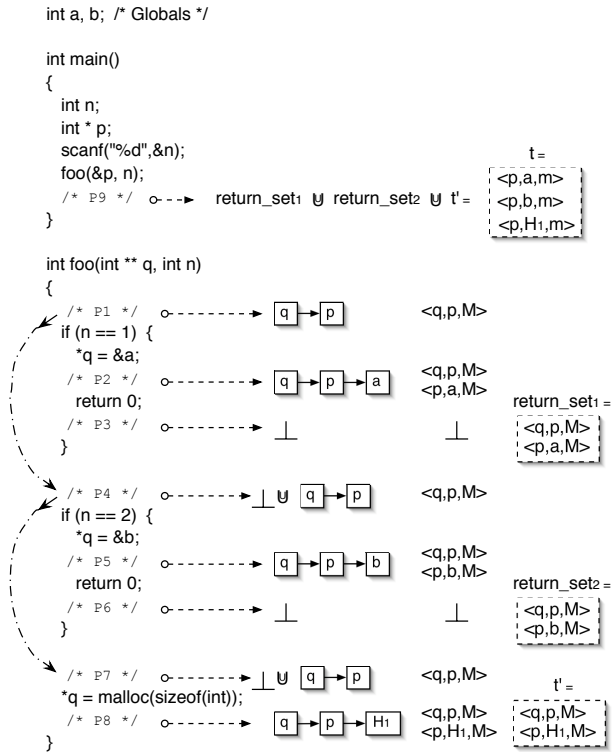 int a, b; /* Globals */
int main()
{
int n;
int * p;
scanf("%d",&n);
foo(&p, n);
t =
/* P9 */ return_set1 ⊍ return_set2 ⊍ t' =
<p,a,m>
<p,b,m>
<p,H1,m>
}
int foo(int ** q, int n)
{
/* P1 */ q p <q,p,M>
if (n == 1) {
*q = &a;
/* P2 */ q p a <q,p,M>
<p,a,M>
return 0; return_set1 =
/* P3 */ ⊥ ⊥ <q,p,M>
<p,a,M>
}
/* P4 */ ⊥ ⊍ q p <q,p,M>
if (n == 2) {
*q = &b;
/* P5 */ q p b <q,p,M>
<p,b,M>
return 0; return_set2 =
/* P6 */ ⊥ ⊥ <q,p,M>
<p,b,M>
}
/* P7 */ ⊥ ⊍ q p <q,p,M>
*q = malloc(sizeof(int)); t' =
/* P8 */ q p H1 <q,p,M> <q,p,M>
<p,H1,M> <p,H1,M>
}